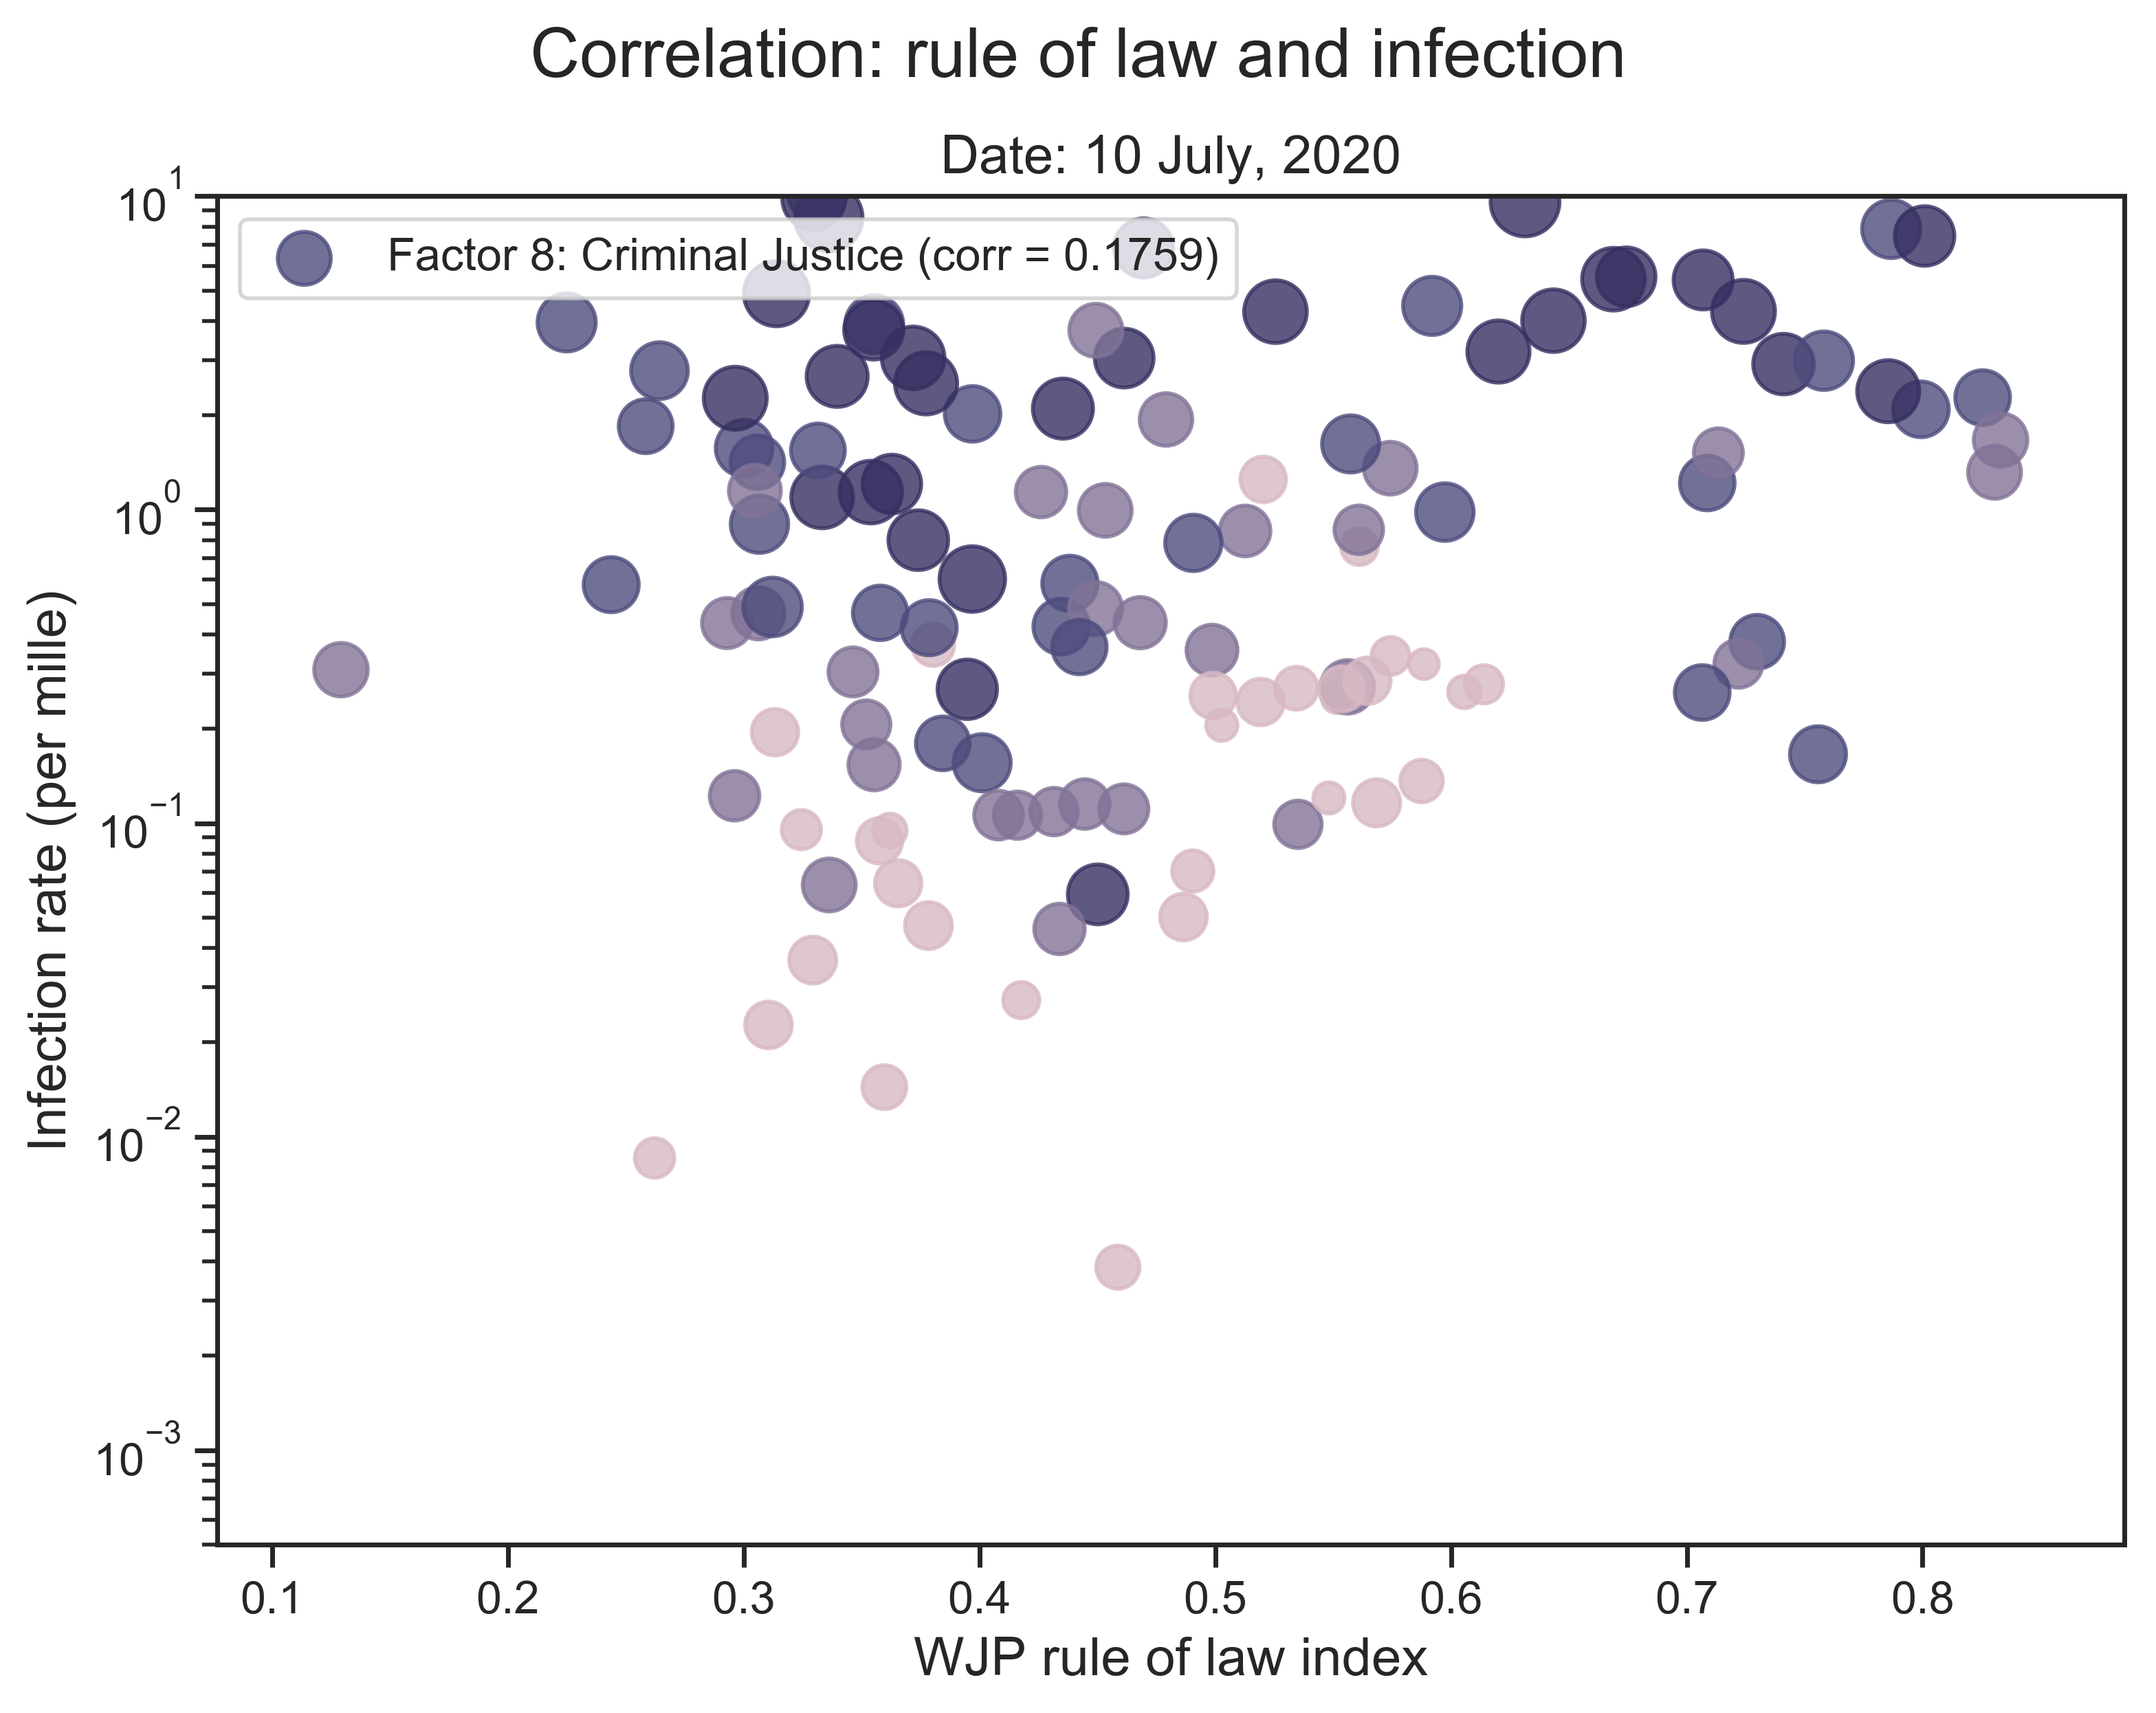 Correlation: rule of law and infection
Date: 10 July, 2020
Factor 8: Criminal Justice (corr = 0.1759)
Infection rate (per mille)
10^1
10^0
10^−1
10^−2
10^−3
0.1 0.2 0.3 0.4 0.5 0.6 0.7 0.8
WJP rule of law index